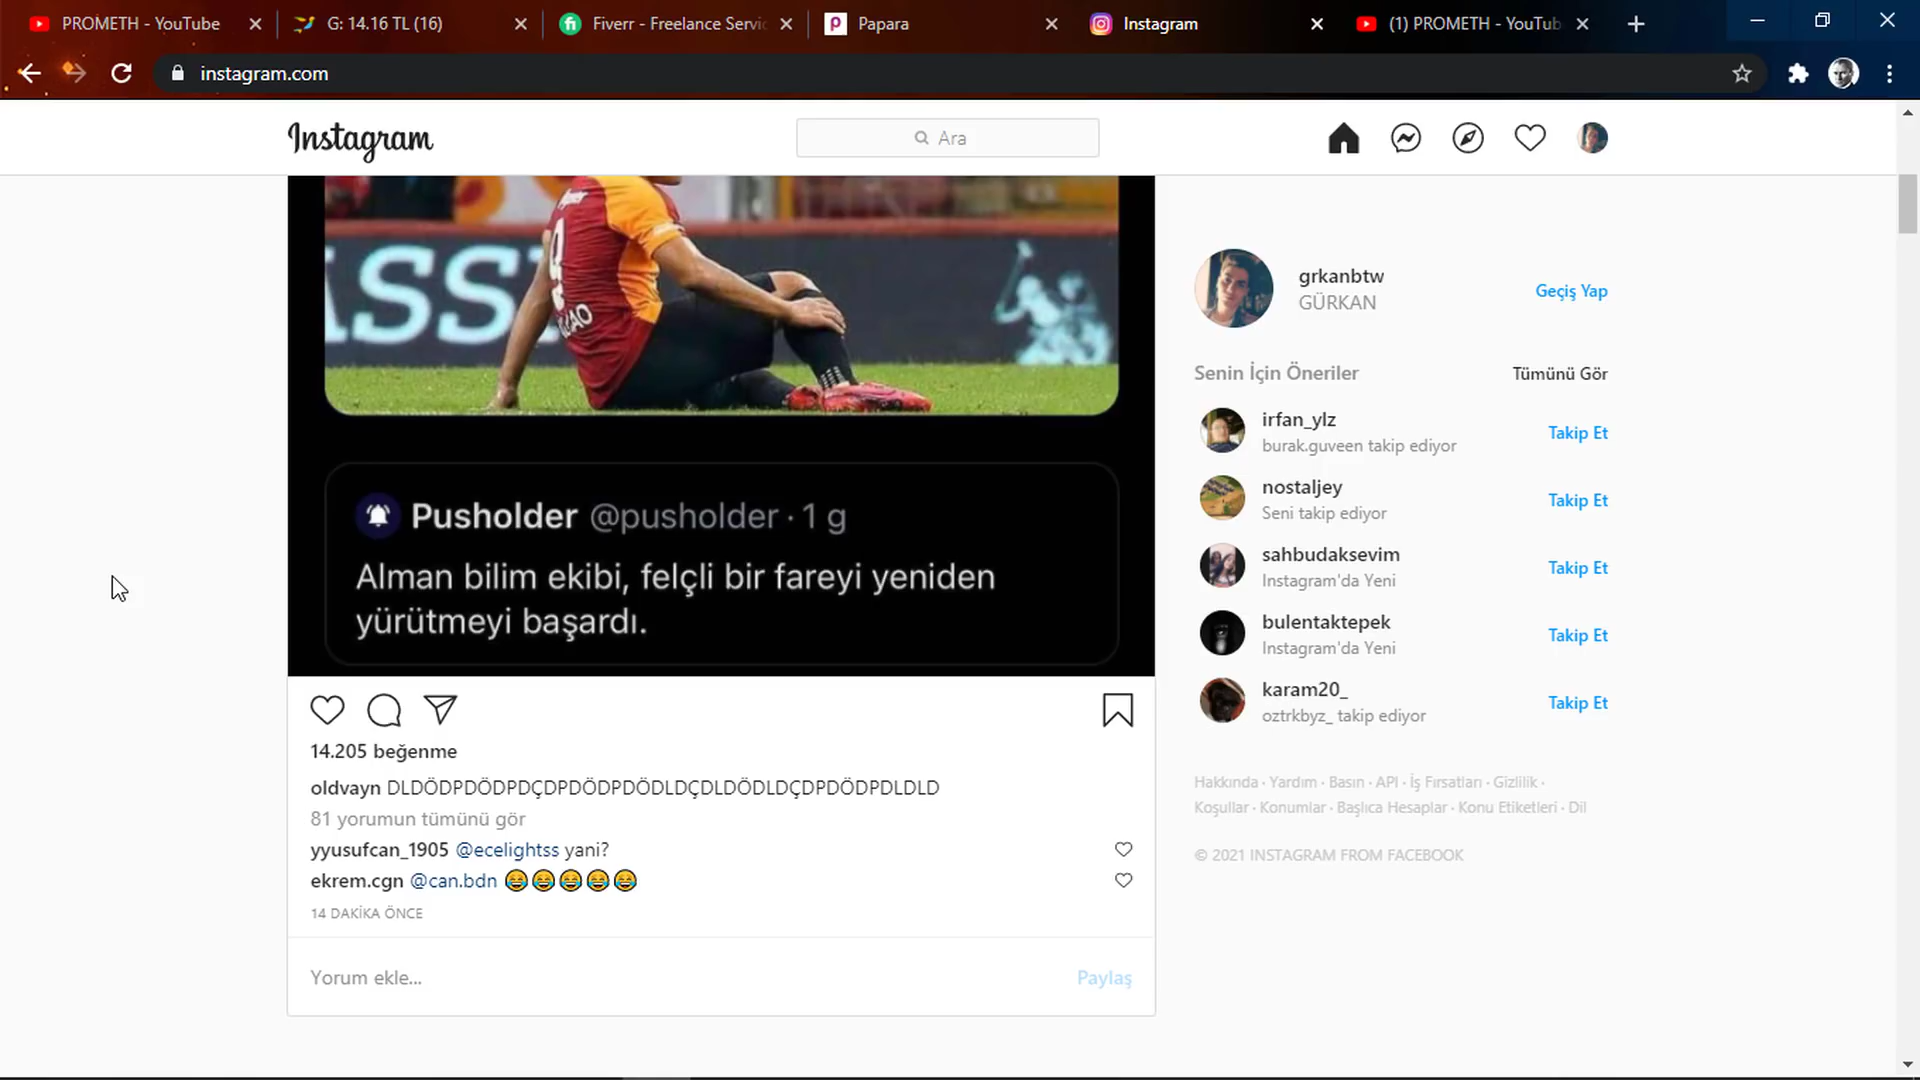 PROMETH - YouTube
G: 14.16 TL (16)
Fiverr - Freelance Servic
Papara
Instagram
(1) PROMETH - YouTub
instagram.com
Instagram
Ara
ASS
9
Pusholder @pusholder · 1 g
Alman bilim ekibi, felçli bir fareyi yeniden
yürütmeyi başardı.
14.205 beğenme
oldvayn DLDÖDPDÖDPDÇDPDÖDPDÖDLDÇDLDÖDLDÇDPDÖDPDLDLD
81 yorumun tümünü gör
yyusufcan_1905 @ecelightss yani?
ekrem.cgn @can.bdn 😂😂😂😂😂
14 DAKİKA ÖNCE
Yorum ekle...
Paylaş
grkanbtw
GÜRKAN
Geçiş Yap
Senin İçin Öneriler
Tümünü Gör
irfan_ylz
burak.guveen takip ediyor
Takip Et
nostaljey
Seni takip ediyor
Takip Et
sahbudaksevim
Instagram'da Yeni
Takip Et
bulentaktepek
Instagram'da Yeni
Takip Et
karam20_
oztrkbyz_ takip ediyor
Takip Et
Hakkında · Yardım · Basın · API · İş Fırsatları · Gizlilik ·
Koşullar · Konumlar · Başlıca Hesaplar · Konu Etiketleri · Dil
© 2021 INSTAGRAM FROM FACEBOOK